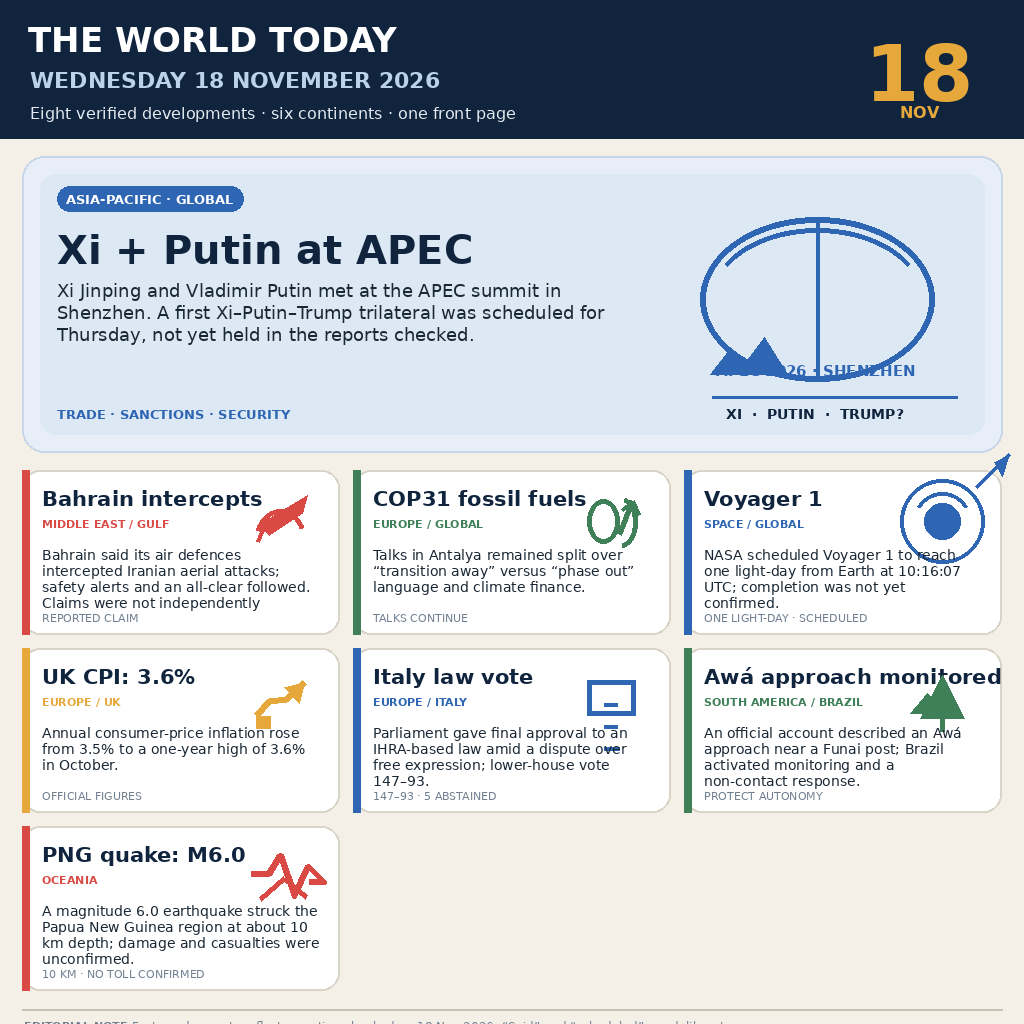 THE WORLD TODAY
WEDNESDAY 18 NOVEMBER 2026
Eight verified developments · six continents · one front page
18
NOV
ASIA-PACIFIC · GLOBAL
Xi + Putin at APEC
Xi Jinping and Vladimir Putin met at the APEC summit in
Shenzhen. A first Xi–Putin–Trump trilateral was scheduled for
Thursday, not yet held in the reports checked.
TRADE · SANCTIONS · SECURITY
SHENZHEN
XI · PUTIN · TRUMP?
Bahrain intercepts
MIDDLE EAST / GULF
Bahrain said its air defences
intercepted Iranian aerial attacks;
safety alerts and an all-clear followed.
Claims were not independently
REPORTED CLAIM
COP31 fossil fuels
EUROPE / GLOBAL
Talks in Antalya remained split over
“transition away” versus “phase out”
language and climate finance.
TALKS CONTINUE
Voyager 1
SPACE / GLOBAL
NASA scheduled Voyager 1 to reach
one light-day from Earth at 10:16:07
UTC; completion was not yet
confirmed.
ONE LIGHT-DAY · SCHEDULED
UK CPI: 3.6%
EUROPE / UK
Annual consumer-price inflation rose
from 3.5% to a one-year high of 3.6%
in October.
OFFICIAL FIGURES
Italy law vote
EUROPE / ITALY
Parliament gave final approval to an
IHRA-based law amid a dispute over
free expression; lower-house vote
147–93.
147–93 · 5 ABSTAINED
Awá approach monitored
SOUTH AMERICA / BRAZIL
An official account described an Awá
approach near a Funai post; Brazil
activated monitoring and a
non-contact response.
PROTECT AUTONOMY
PNG quake: M6.0
OCEANIA
A magnitude 6.0 earthquake struck the
Papua New Guinea region at about 10
km depth; damage and casualties were
unconfirmed.
10 KM · NO TOLL CONFIRMED